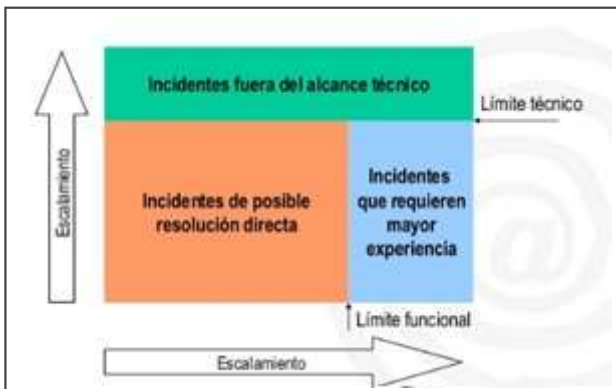 Incidentes fuera del alcance técnico
Límite técnico
Escalamiento
Incidentes de posible
resolución directa
Incidentes
que requieren
mayor
experiencia
Límite funcional
Escalamiento